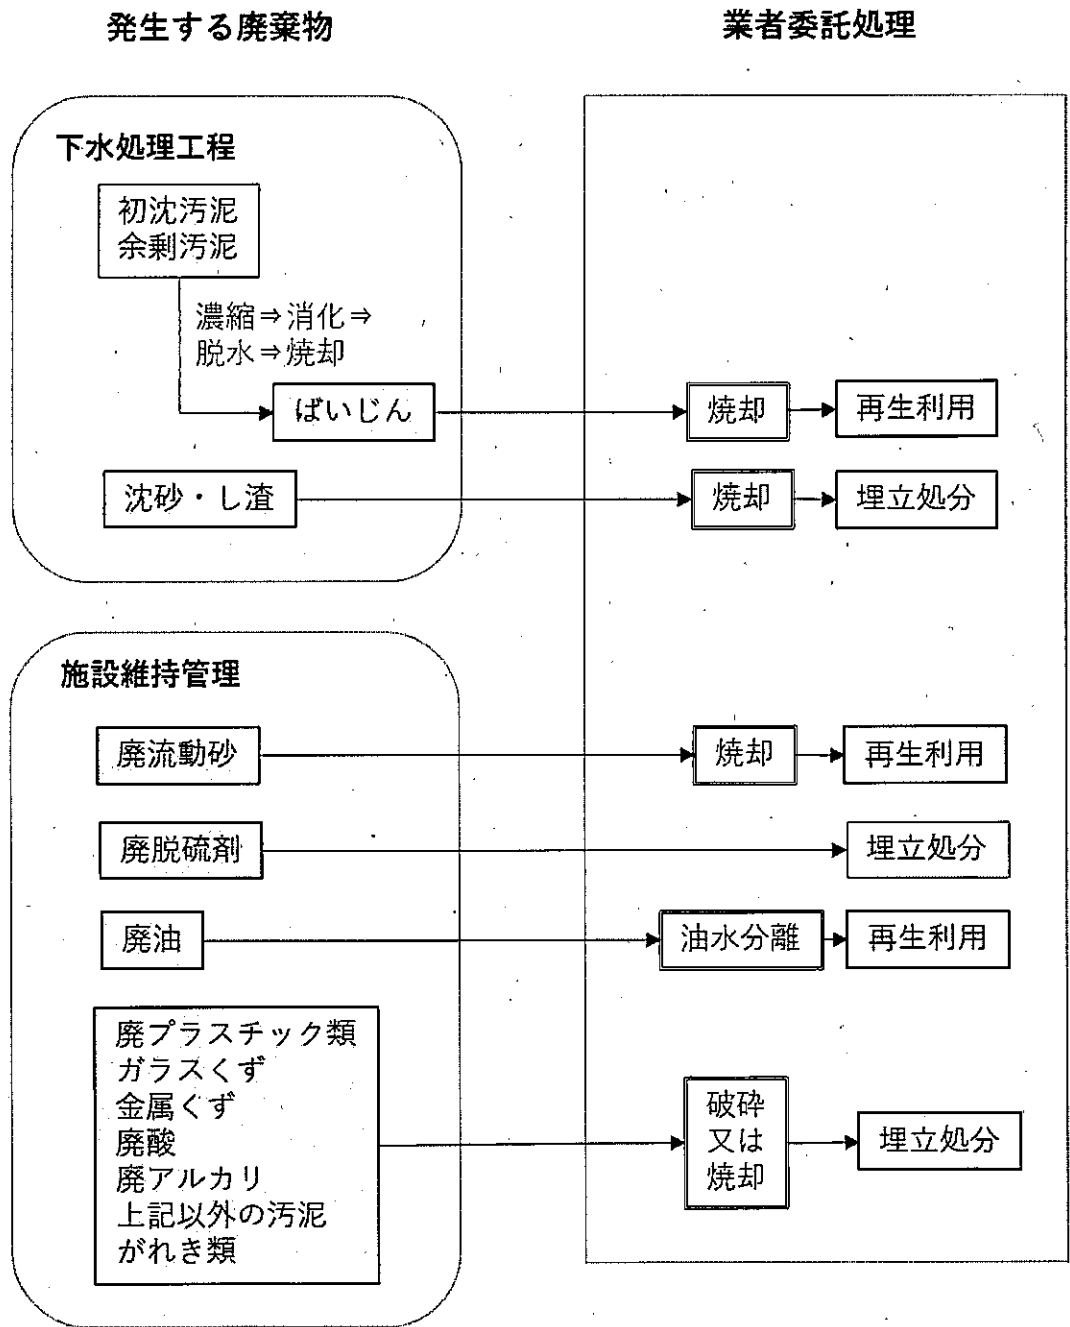 発生する廃棄物
業者委託処理
下水処理工程
初沈汚泥
余剰汚泥
濃縮⇒消化⇒
脱水⇒焼却
ばいじん
焼却
再生利用
沈砂・し渣
焼却
埋立処分
施設維持管理
廃流動砂
焼却
再生利用
廃脱硫剤
埋立処分
廃油
油水分離
再生利用
廃プラスチック類
ガラスくず
金属くず
廃酸
廃アルカリ
上記以外の汚泥
がれき類
破砕
又は
焼却
埋立処分